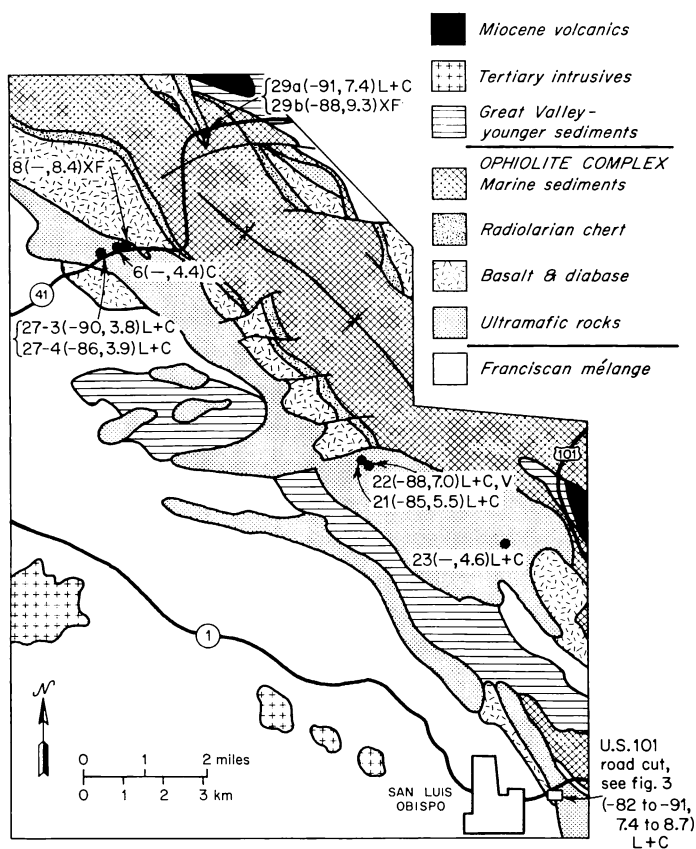 Miocene volcanics
Tertiary intrusives
Great Valley-
younger sediments
OPHIOLITE COMPLEX
Marine sediments
Radiolarian chert
Basalt & diabase
Ultramafic rocks
Franciscan mélange
29a(-91,7.4)L+C
29b(-88,9.3)XF
8(—,8.4)XF
6(—,4.4)C
41
27-3(-90,3.8)L+C
27-4(-86,3.9)L+C
101
22(-88,7.0)L+C,V
21(-85,5.5)L+C
23(—,4.6)L+C
1
N
0 1 2 miles
0 1 2 3 km
SAN LUIS
OBISPO
U.S.101
road cut,
see fig. 3
(-82 to -91,
7.4 to 8.7)
L+C